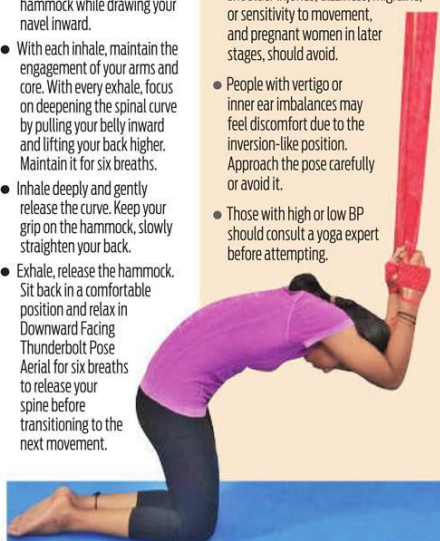 hammock while drawing your
navel inward.
● With each inhale, maintain the
engagement of your arms and
core. With every exhale, focus
on deepening the spinal curve
by pulling your belly inward
and lifting your back higher.
Maintain it for six breaths.
● Inhale deeply and gently
release the curve. Keep your
grip on the hammock, slowly
straighten your back.
● Exhale, release the hammock.
Sit back in a comfortable
position and relax in
Downward Facing
Thunderbolt Pose
Aerial for six breaths
to release your
spine before
transitioning to the
next movement.
or sensitivity to movement,
and pregnant women in later
stages, should avoid.
● People with vertigo or
inner ear imbalances may
feel discomfort due to the
inversion-like position.
Approach the pose carefully
or avoid it.
● Those with high or low BP
should consult a yoga expert
before attempting.